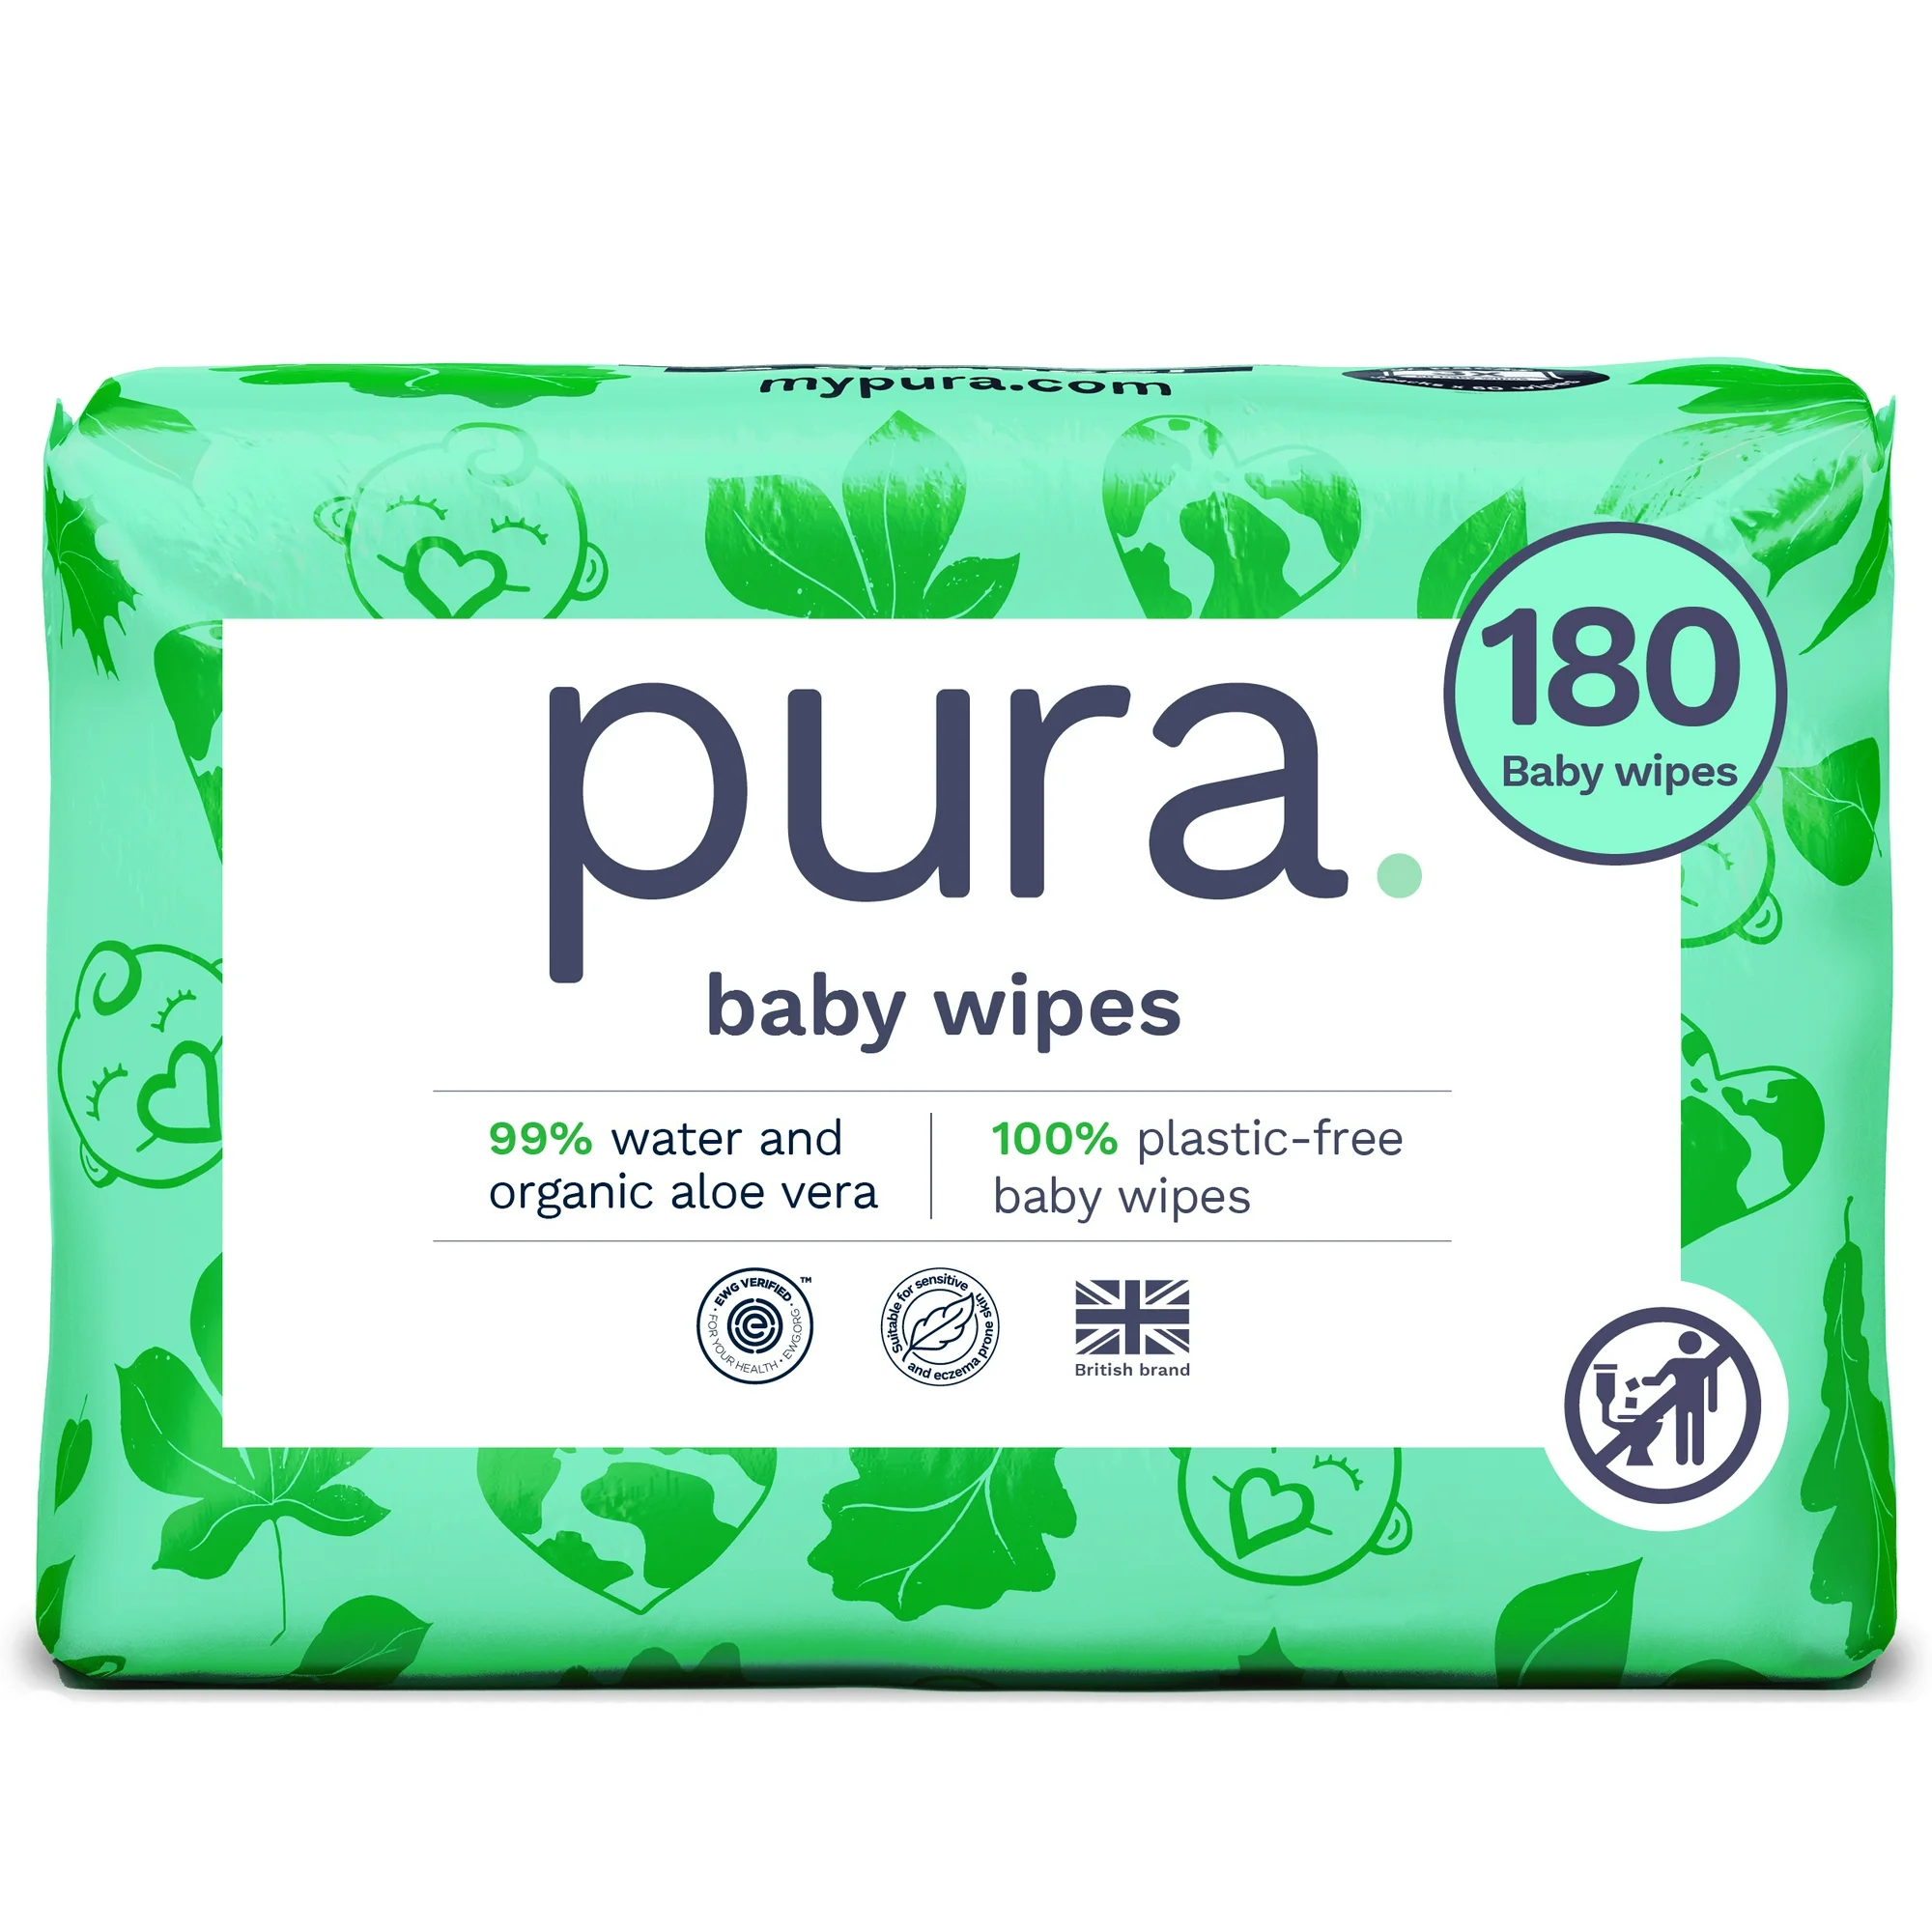 mypura.com
180
Baby wipes
pura.
baby wipes
99% water and
organic aloe vera
100% plastic-free
baby wipes
EWG VERIFIED™
FOR YOUR HEALTH • EWG.ORG
Suitable for sensitive
and eczema prone skin
British brand